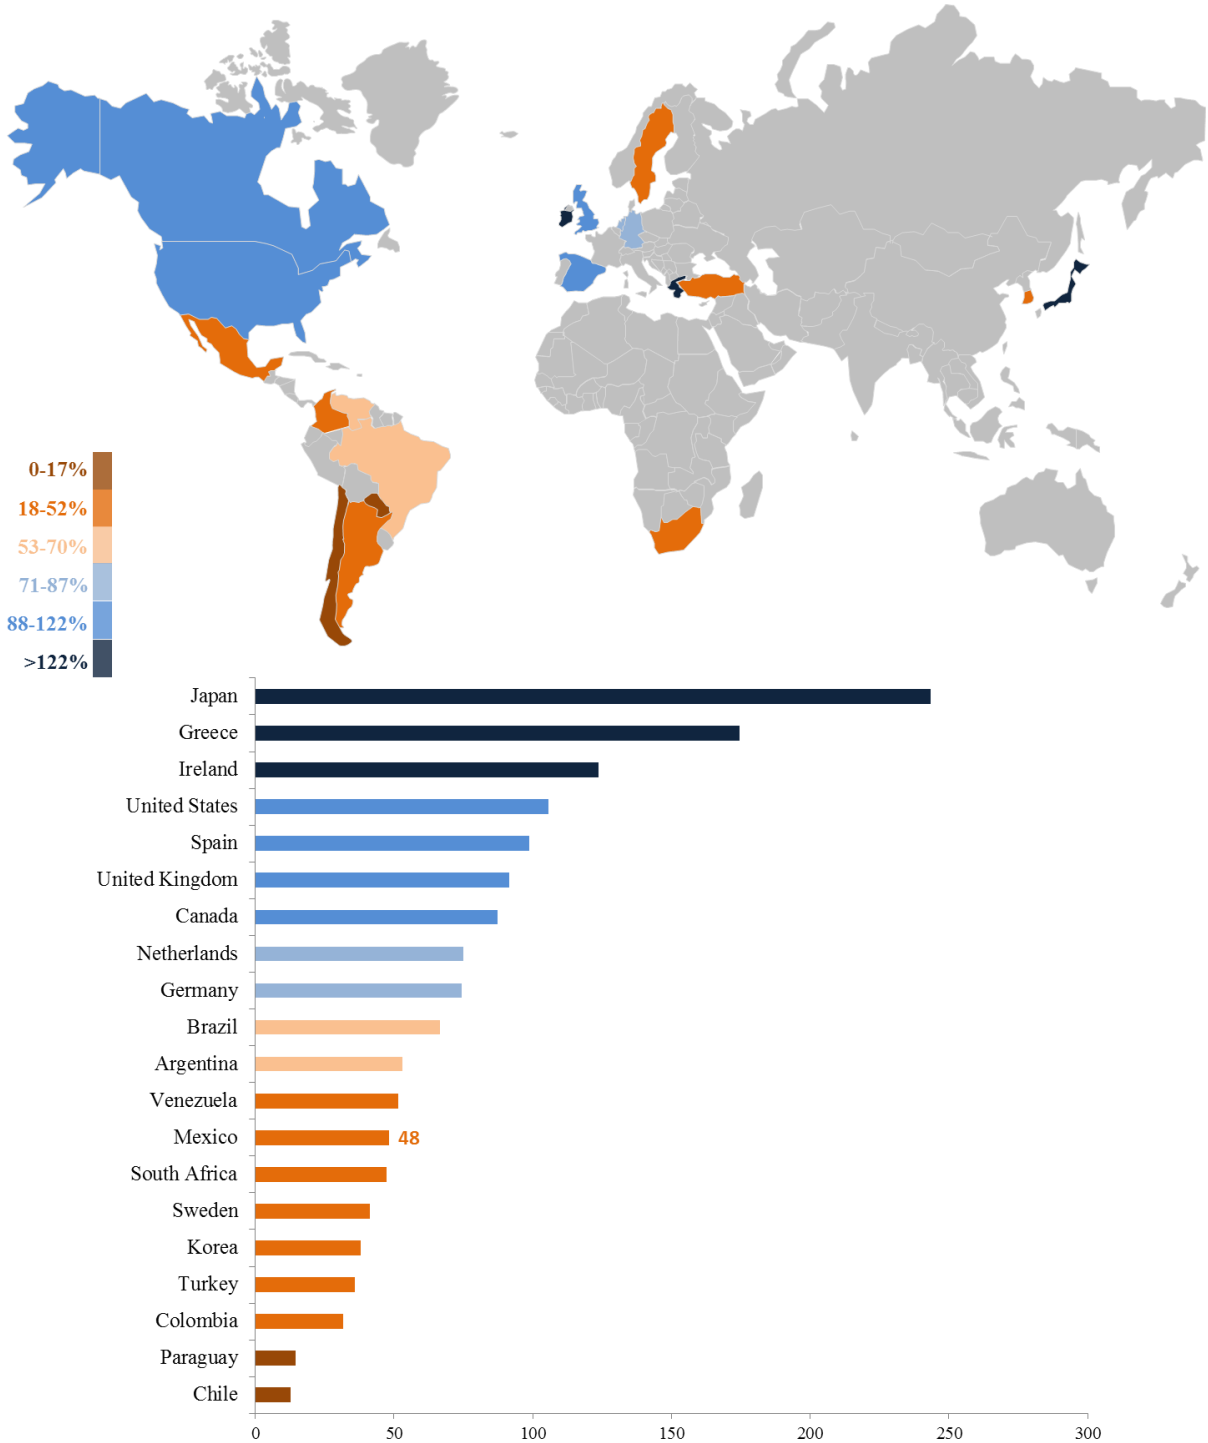 0-17%
18-52%
53-70%
71-87%
88-122%
>122%
Japan
Greece
Ireland
United States
Spain
United Kingdom
Canada
Netherlands
Germany
Brazil
Argentina
Venezuela
Mexico 48
South Africa
Sweden
Korea
Turkey
Colombia
Paraguay
Chile
0 50 100 150 200 250 300